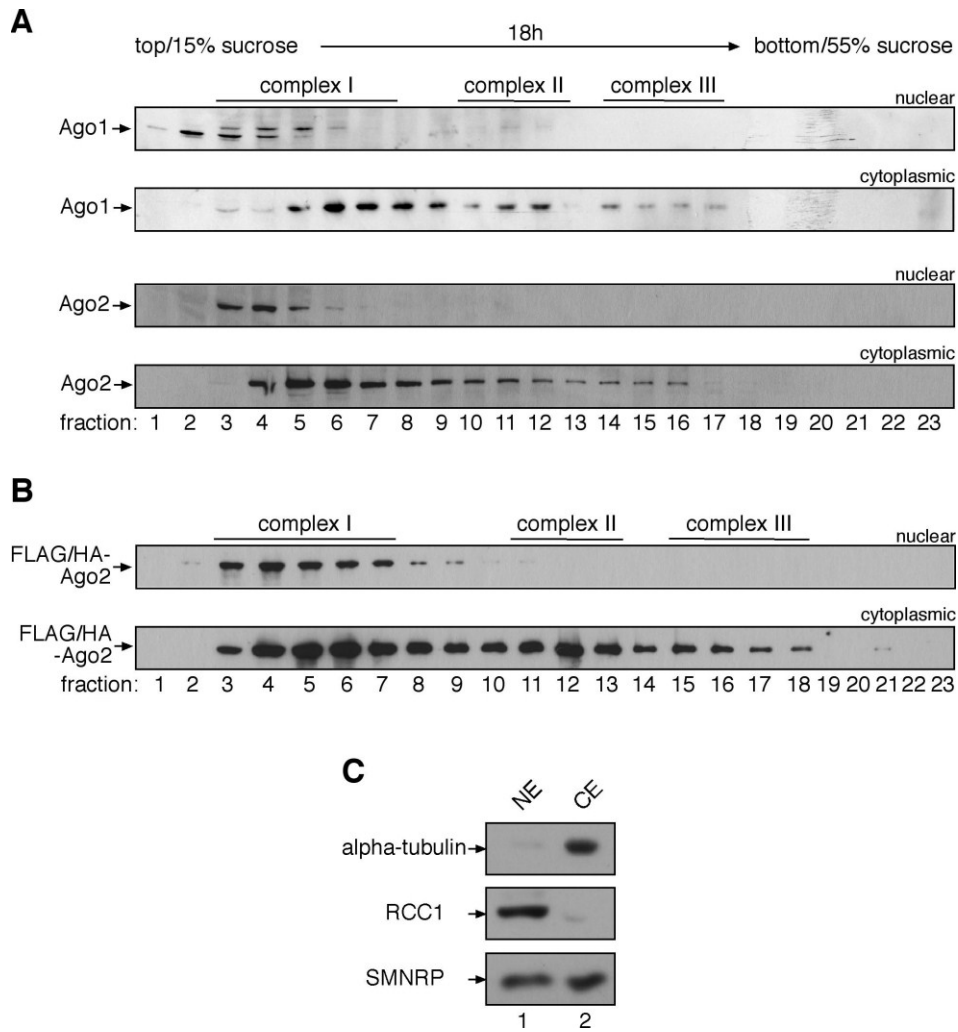 A
18h
top/15% sucrose bottom/55% sucrose
complex I complex II complex III
nuclear
Ago1
cytoplasmic
Ago1
nuclear
Ago2
cytoplasmic
Ago2
fraction: 1 2 3 4 5 6 7 8 9 10 11 12 13 14 15 16 17 18 19 20 21 22 23
B
complex I complex II complex III
nuclear
FLAG/HA-
Ago2
cytoplasmic
FLAG/HA
-Ago2
fraction: 1 2 3 4 5 6 7 8 9 10 11 12 13 14 15 16 17 18 19 20 21 22 23
C
NE CE
alpha-tubulin
RCC1
SMNRP
1 2